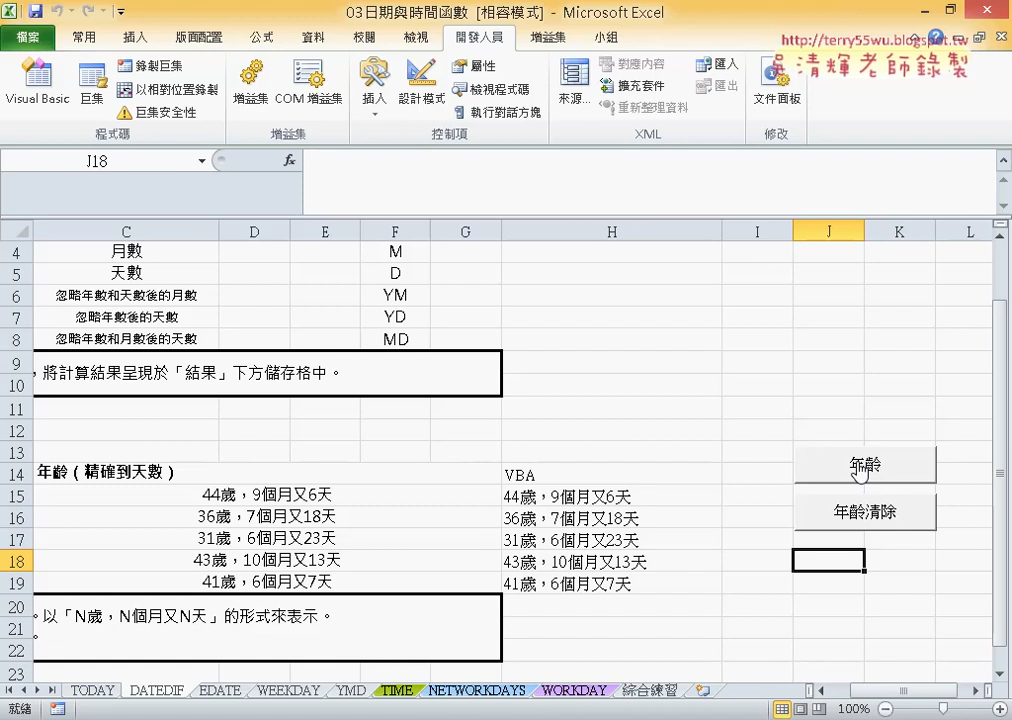 03日期與時間函數 [相容模式] - Microsoft Excel
http://terry55wu.blogspot.tw
吳清輝老師錄製
檔案 常用 插入 版面配置 公式 資料 校閱 檢視 開發人員 增益集 小組
Visual Basic 巨集 錄製巨集 以相對位置錄製 巨集安全性 增益集 COM 增益集 插入 設計模式 屬性 檢視程式碼 執行對話方塊 來源... 對應內容 擴充套件 重新整理資料 匯入 匯出 文件面板
程式碼 增益集 控制項 XML 修改
J18 fx
C D E F G H I J K L
4 月數 M
5 天數 D
6 忽略年數和天數後的月數 YM
7 忽略年數後的天數 YD
8 忽略年數和月數後的天數 MD
9 ，將計算結果呈現於「結果」下方儲存格中。
10
11
12
13
14 年齡（精確到天數） VBA 年齡
15 44歲，9個月又6天 44歲，9個月又6天
16 36歲，7個月又18天 36歲，7個月又18天 年齡清除
17 31歲，6個月又23天 31歲，6個月又23天
18 43歲，10個月又13天 43歲，10個月又13天
19 41歲，6個月又7天 41歲，6個月又7天
20 。以「N歲，N個月又N天」的形式來表示。
21 。
22
23
TODAY DATEDIF EDATE WEEKDAY YMD TIME NETWORKDAYS WORKDAY 綜合練習
就緒 100%